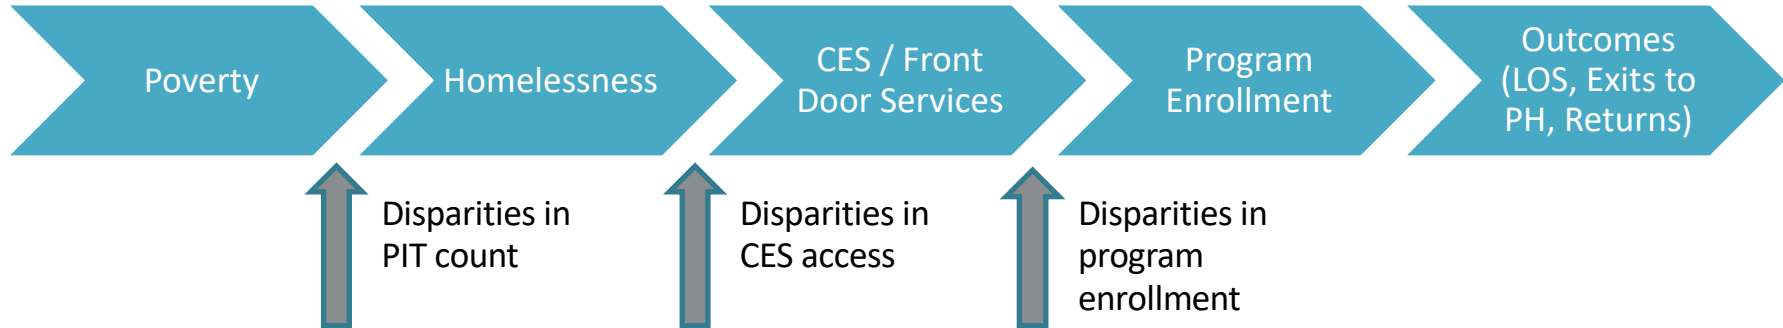 Poverty
Homelessness
CES / Front
Door Services
Program
Enrollment
Outcomes
(LOS, Exits to
PH, Returns)
Disparities in
PIT count
Disparities in
CES access
Disparities in
program
enrollment